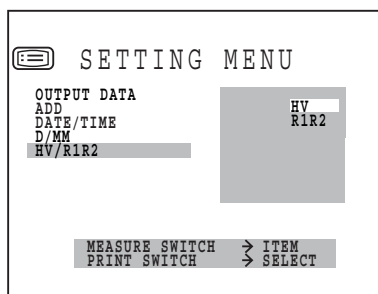 SETTING MENU
OUTPUT DATA
ADD
DATE/TIME
D/MM
HV/R1R2
HV
R1R2
MEASURE SWITCH → ITEM
PRINT SWITCH → SELECT